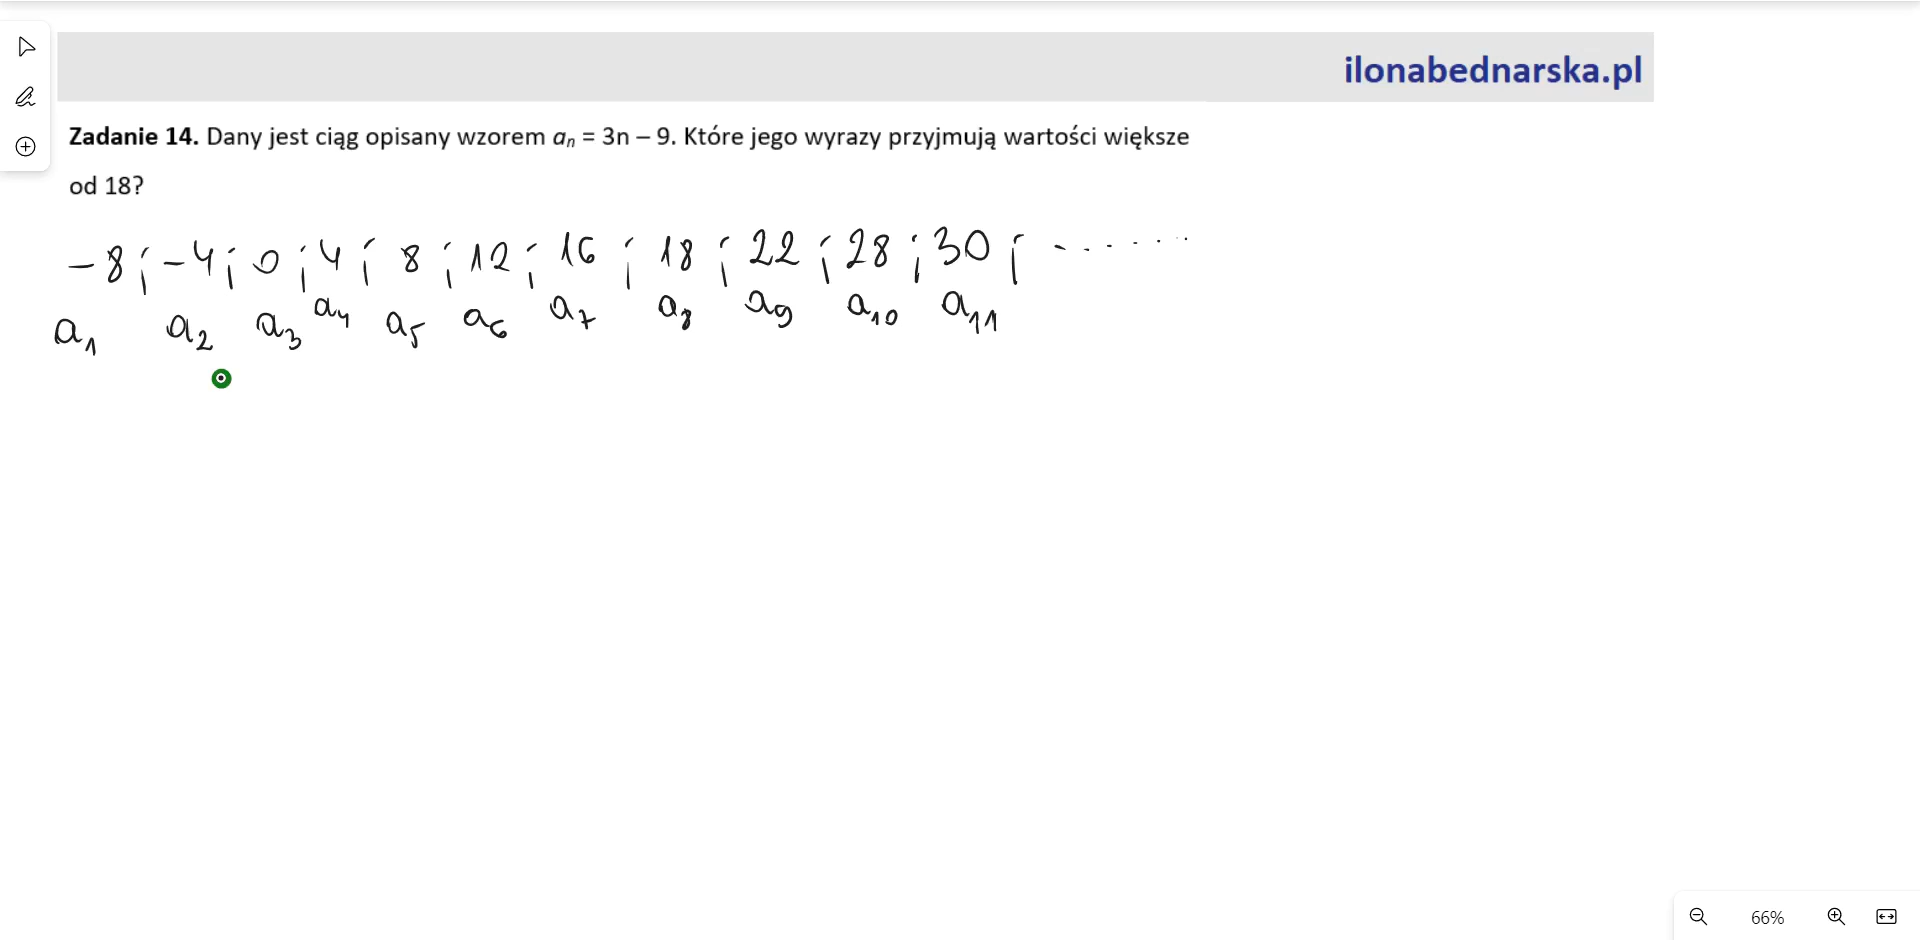 ilonabednarska.pl
Zadanie 14. Dany jest ciąg opisany wzorem aₙ = 3n – 9. Które jego wyrazy przyjmują wartości większe
od 18?
-8 ; -4 ; 0 ; 4 ; 8 ; 12 ; 16 ; 18 ; 22 ; 28 ; 30 ; .......
a₁ a₂ a₃ a₄ a₅ a₆ a₇ a₈ a₉ a₁₀ a₁₁
66%